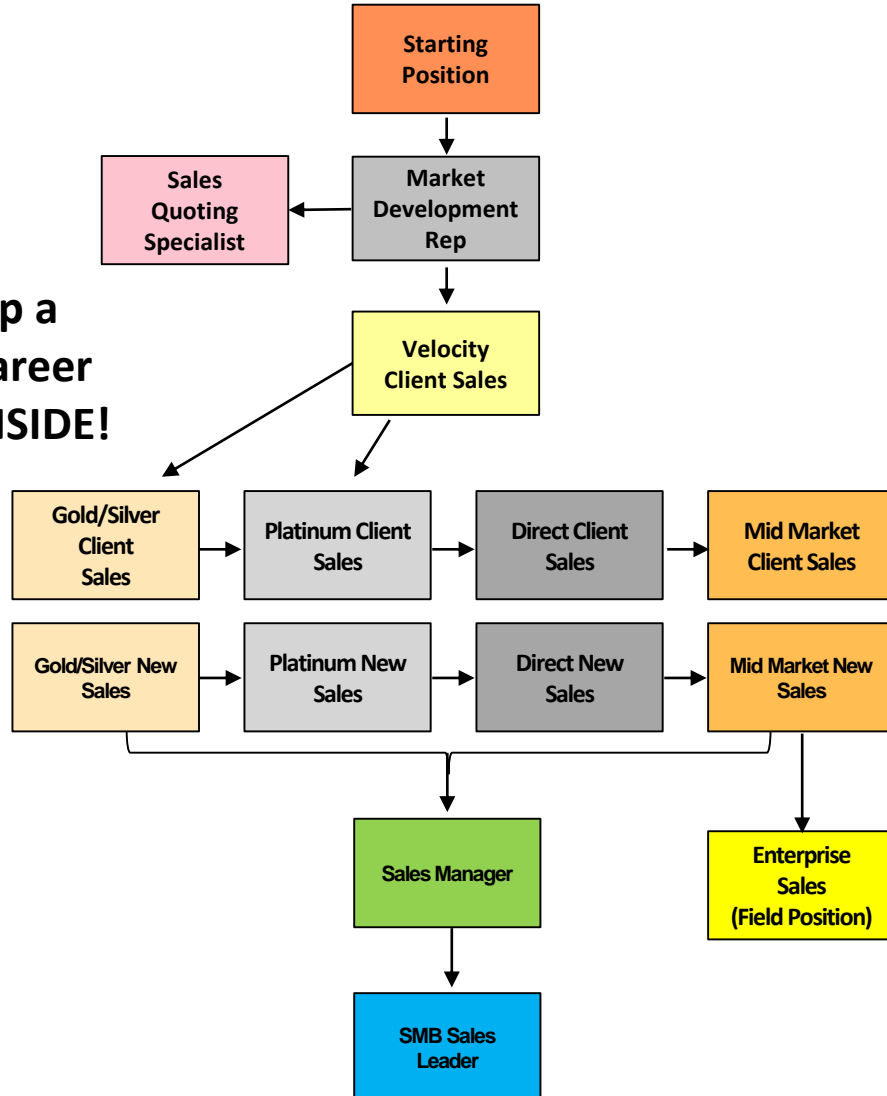 Starting
Position
Sales
Quoting
Specialist
Market
Development
Rep
p a
areer
NSIDE!
Velocity
Client Sales
Gold/Silver
Client
Sales
Platinum Client
Sales
Direct Client
Sales
Mid Market
Client Sales
Gold/Silver New
Sales
Platinum New
Sales
Direct New
Sales
Mid Market New
Sales
Sales Manager
Enterprise
Sales
(Field Position)
SMB Sales
Leader